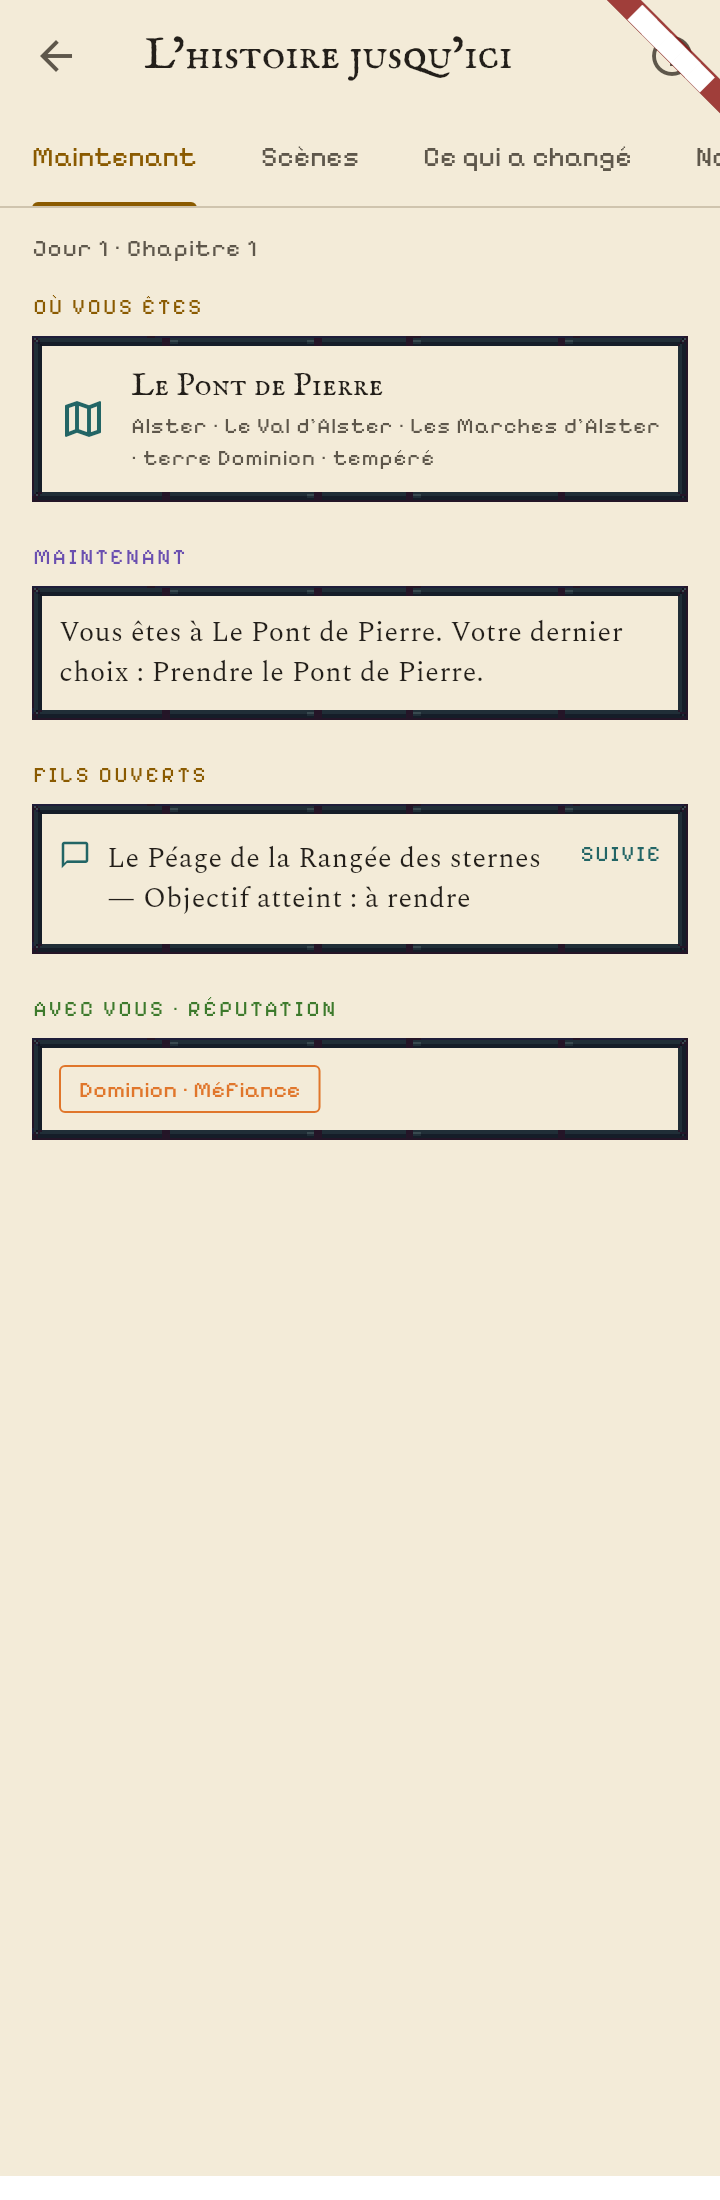 L’histoire jusqu’ici
Maintenant Scènes Ce qui a changé
Jour 1 · Chapitre 1
OÙ VOUS ÊTES
Le Pont de Pierre
Alster · Le Val d’Alster · Les Marches d’Alster
· terre Dominion · tempéré
MAINTENANT
Vous êtes à Le Pont de Pierre. Votre dernier
choix : Prendre le Pont de Pierre.
FILS OUVERTS
Le Péage de la Rangée des sternes
— Objectif atteint : à rendre
SUIVIE
AVEC VOUS · RÉPUTATION
Dominion · Méfiance